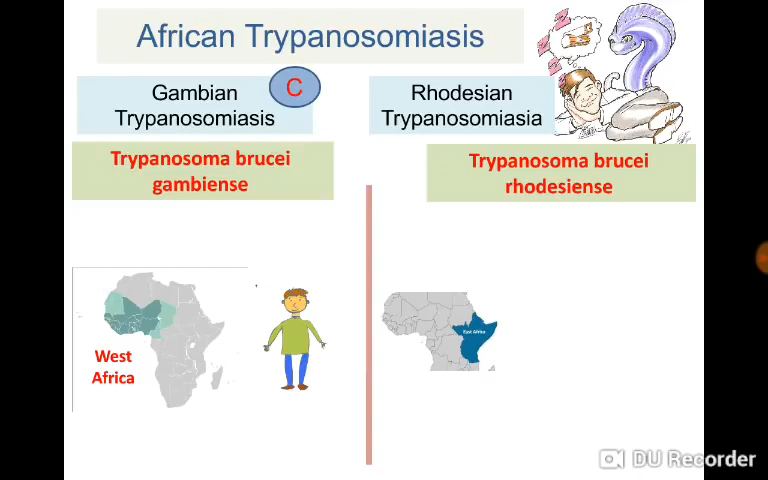 African Trypanosomiasis
Gambian
Trypanosomiasis
C
Rhodesian
Trypanosomiasia
Trypanosoma brucei
gambiense
Trypanosoma brucei
rhodesiense
West
Africa
East Africa
DU Recorder